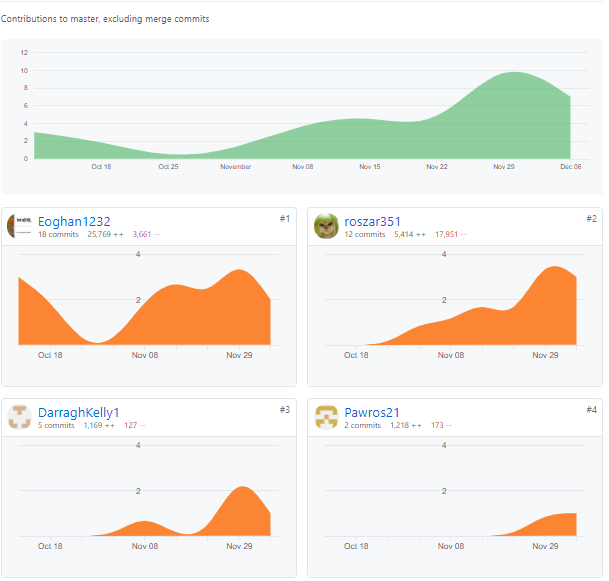 Contributions to master, excluding merge commits
12
10
8
6
4
2
0
Oct 18 Oct 25 November Nov 08 Nov 15 Nov 22 Nov 29 Dec 06
Eoghan1232 #1
18 commits 25,769 ++ 3,661 --
4
2
Oct 18 Nov 08 Nov 29
roszar351 #2
12 commits 5,414 ++ 17,951 --
4
2
Oct 18 Nov 08 Nov 29
DarraghKelly1 #3
5 commits 1,169 ++ 127 --
4
2
Oct 18 Nov 08 Nov 29
Pawros21 #4
2 commits 1,218 ++ 173 --
4
2
Oct 18 Nov 08 Nov 29